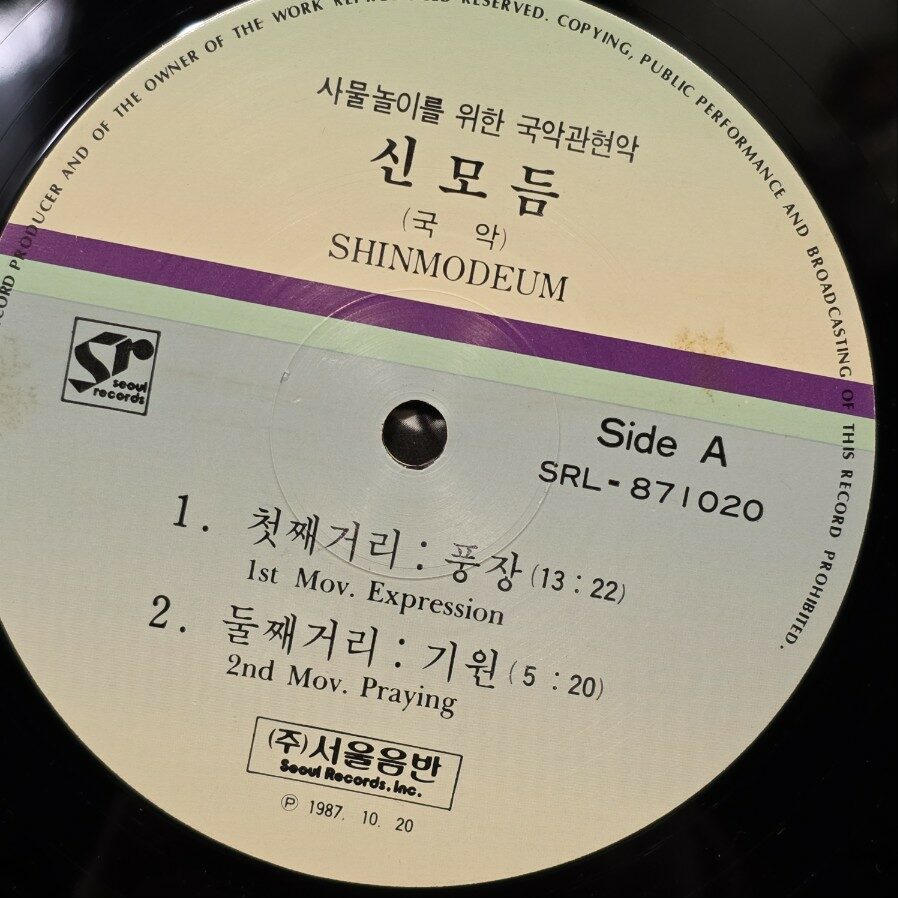 RECORD PRODUCER AND OF THE OWNER OF THE WORK REPRODUCED RESERVED. COPYING, PUBLIC PERFORMANCE AND BROADCASTING OF THIS RECORD PROHIBITED.
사물놀이를 위한 국악관현악
신모듬
(국 악)
SHINMODEUM
Sr
seoul
records
Side A
SRL-871020
1. 첫째거리 : 풍장 (13 : 22)
1st Mov. Expression
2. 둘째거리 : 기원 (5 : 20)
2nd Mov. Praying
(주)서울음반
Seoul Records, Inc.
Ⓟ 1987. 10. 20